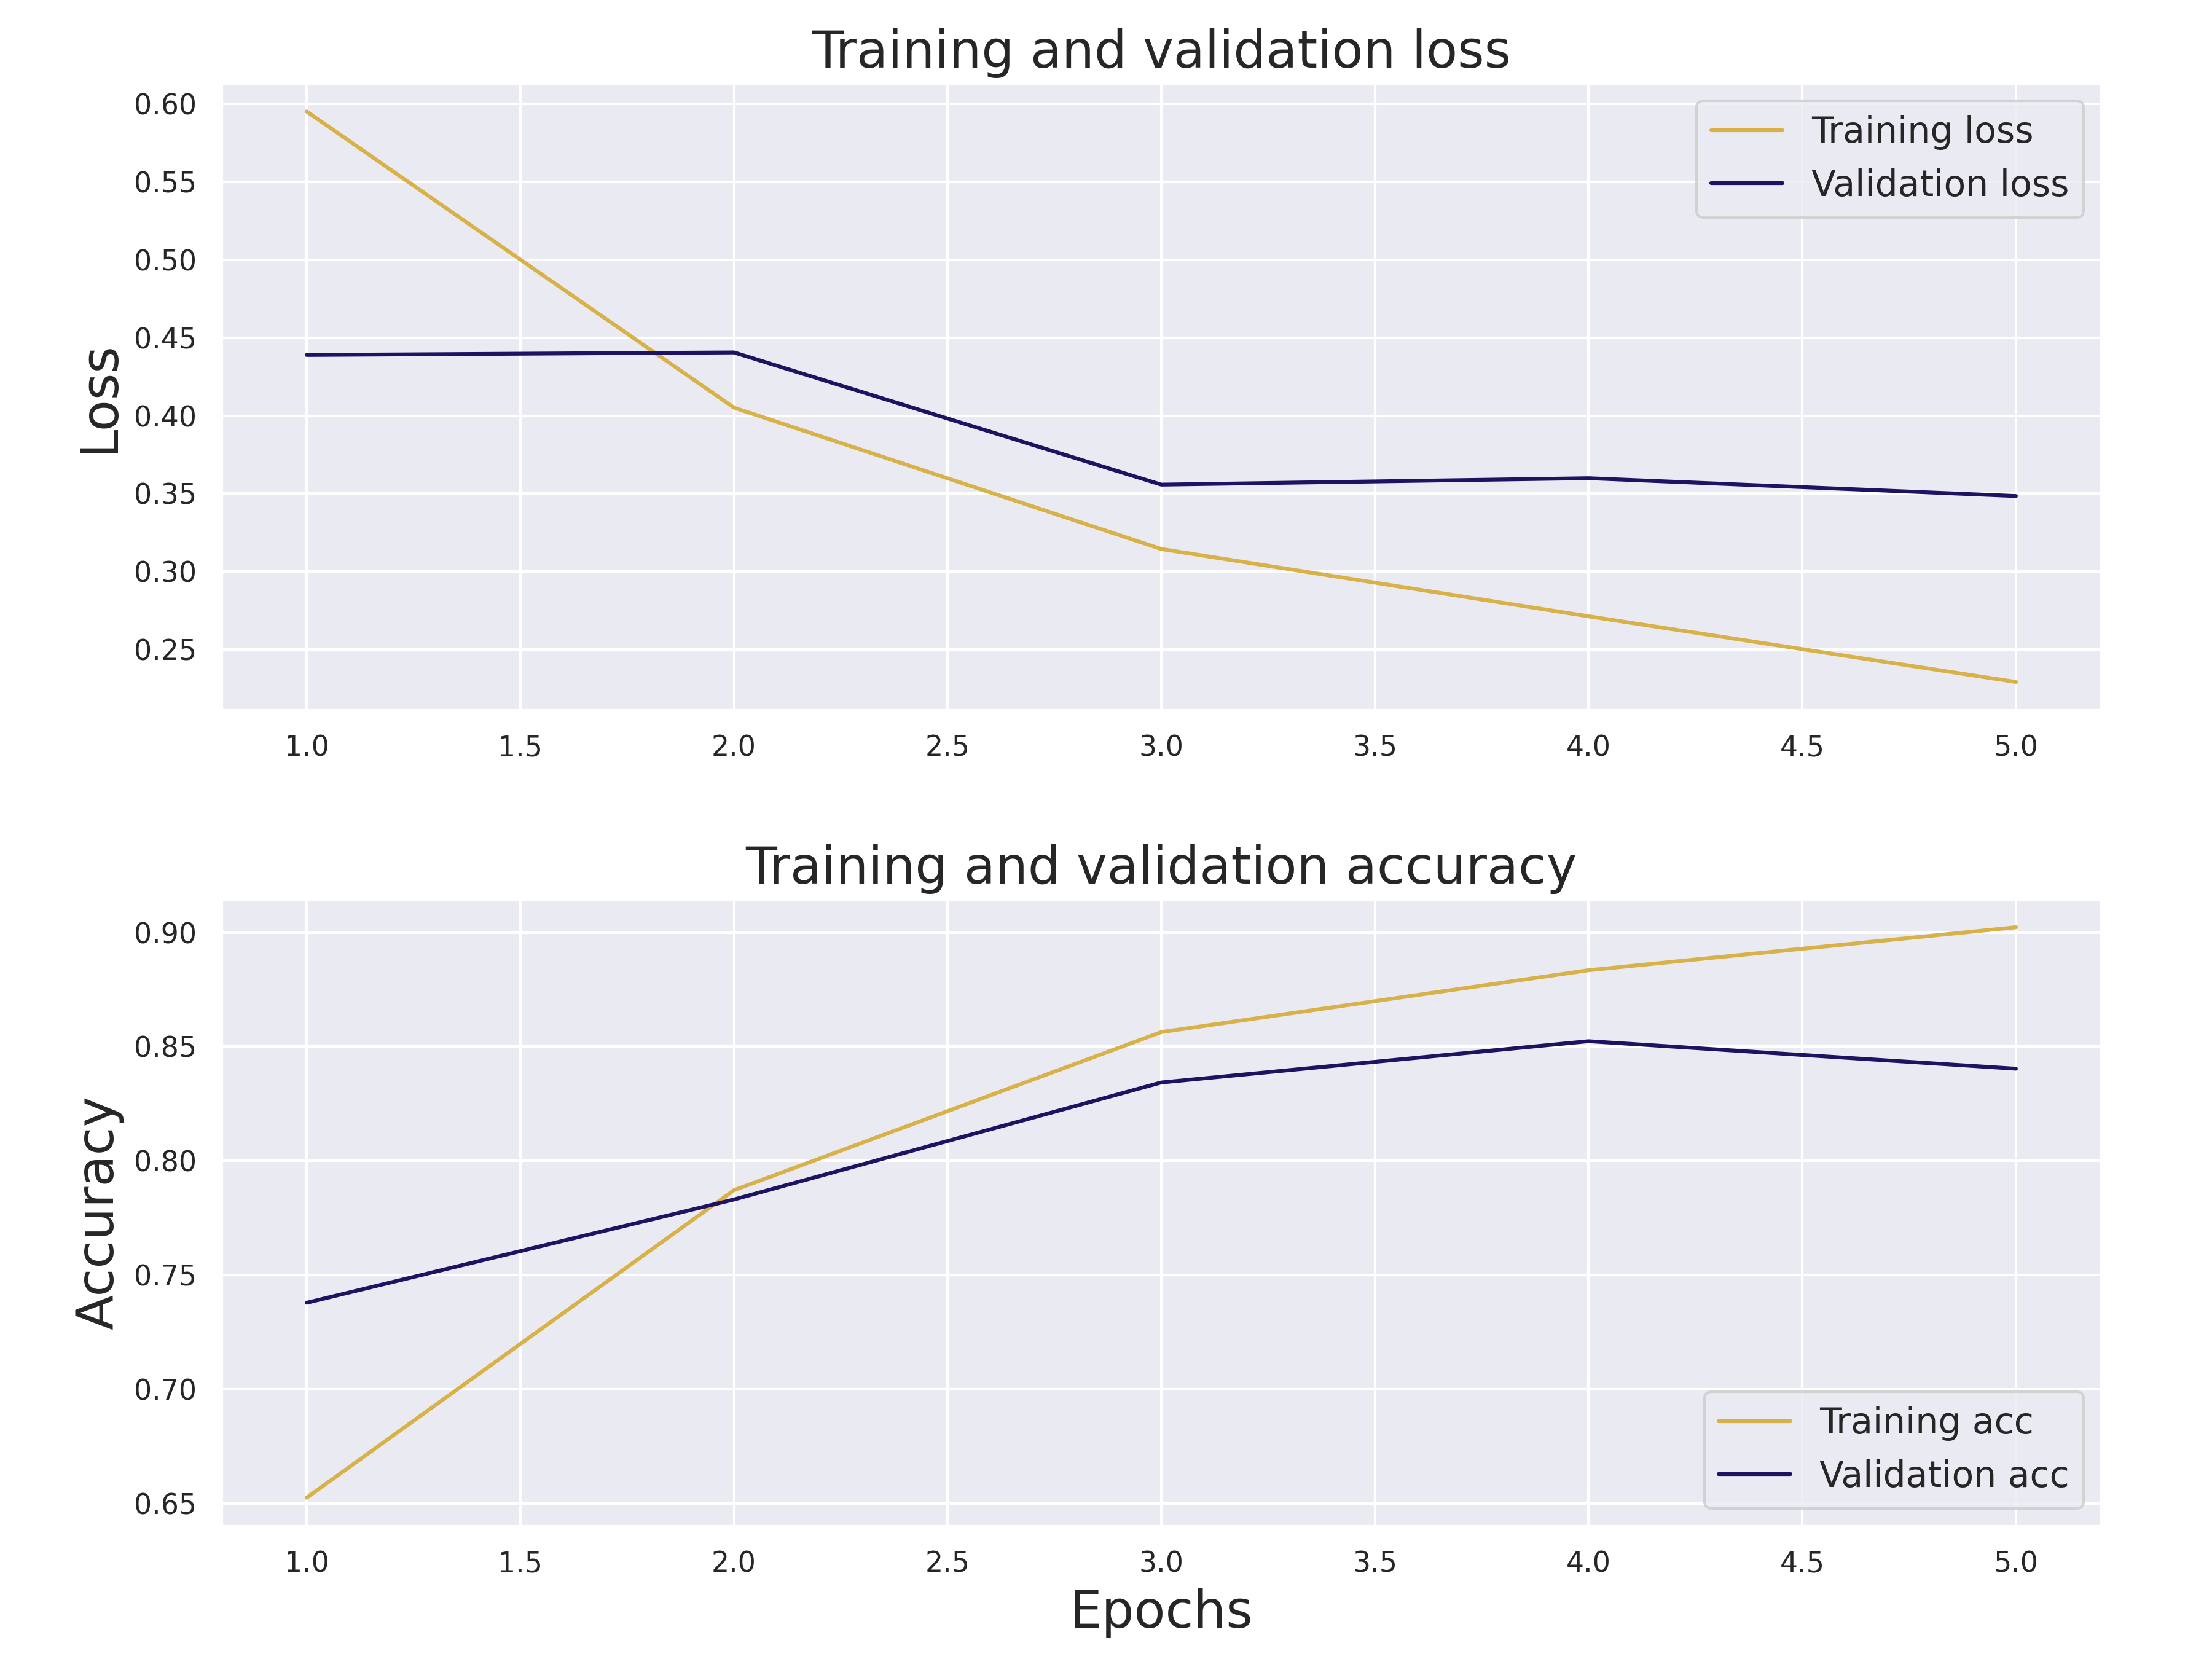 Training and validation loss
0.60
0.55
0.50
0.45
0.40
0.35
0.30
0.25
Loss
Training loss
Validation loss
1.0 1.5 2.0 2.5 3.0 3.5 4.0 4.5 5.0
Training and validation accuracy
0.90
0.85
0.80
0.75
0.70
0.65
Accuracy
Training acc
Validation acc
1.0 1.5 2.0 2.5 3.0 3.5 4.0 4.5 5.0
Epochs